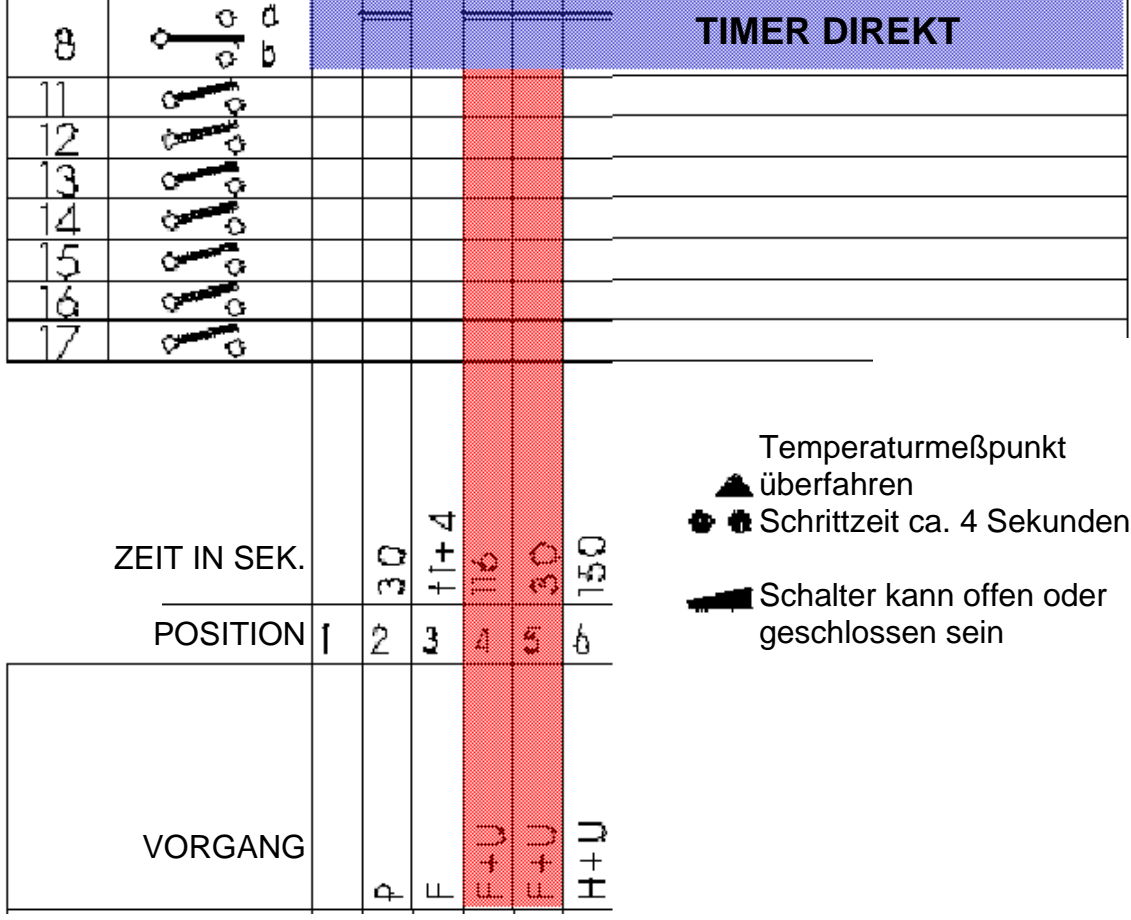 8 a b TIMER DIREKT
11
12
13
14
15
16
17
Temperaturmeßpunkt
überfahren
Schrittzeit ca. 4 Sekunden
Schalter kann offen oder
geschlossen sein
ZEIT IN SEK. 30 11+4 116 30 150
POSITION 1 2 3 4 5 6
VORGANG P F F+U F+U H+U